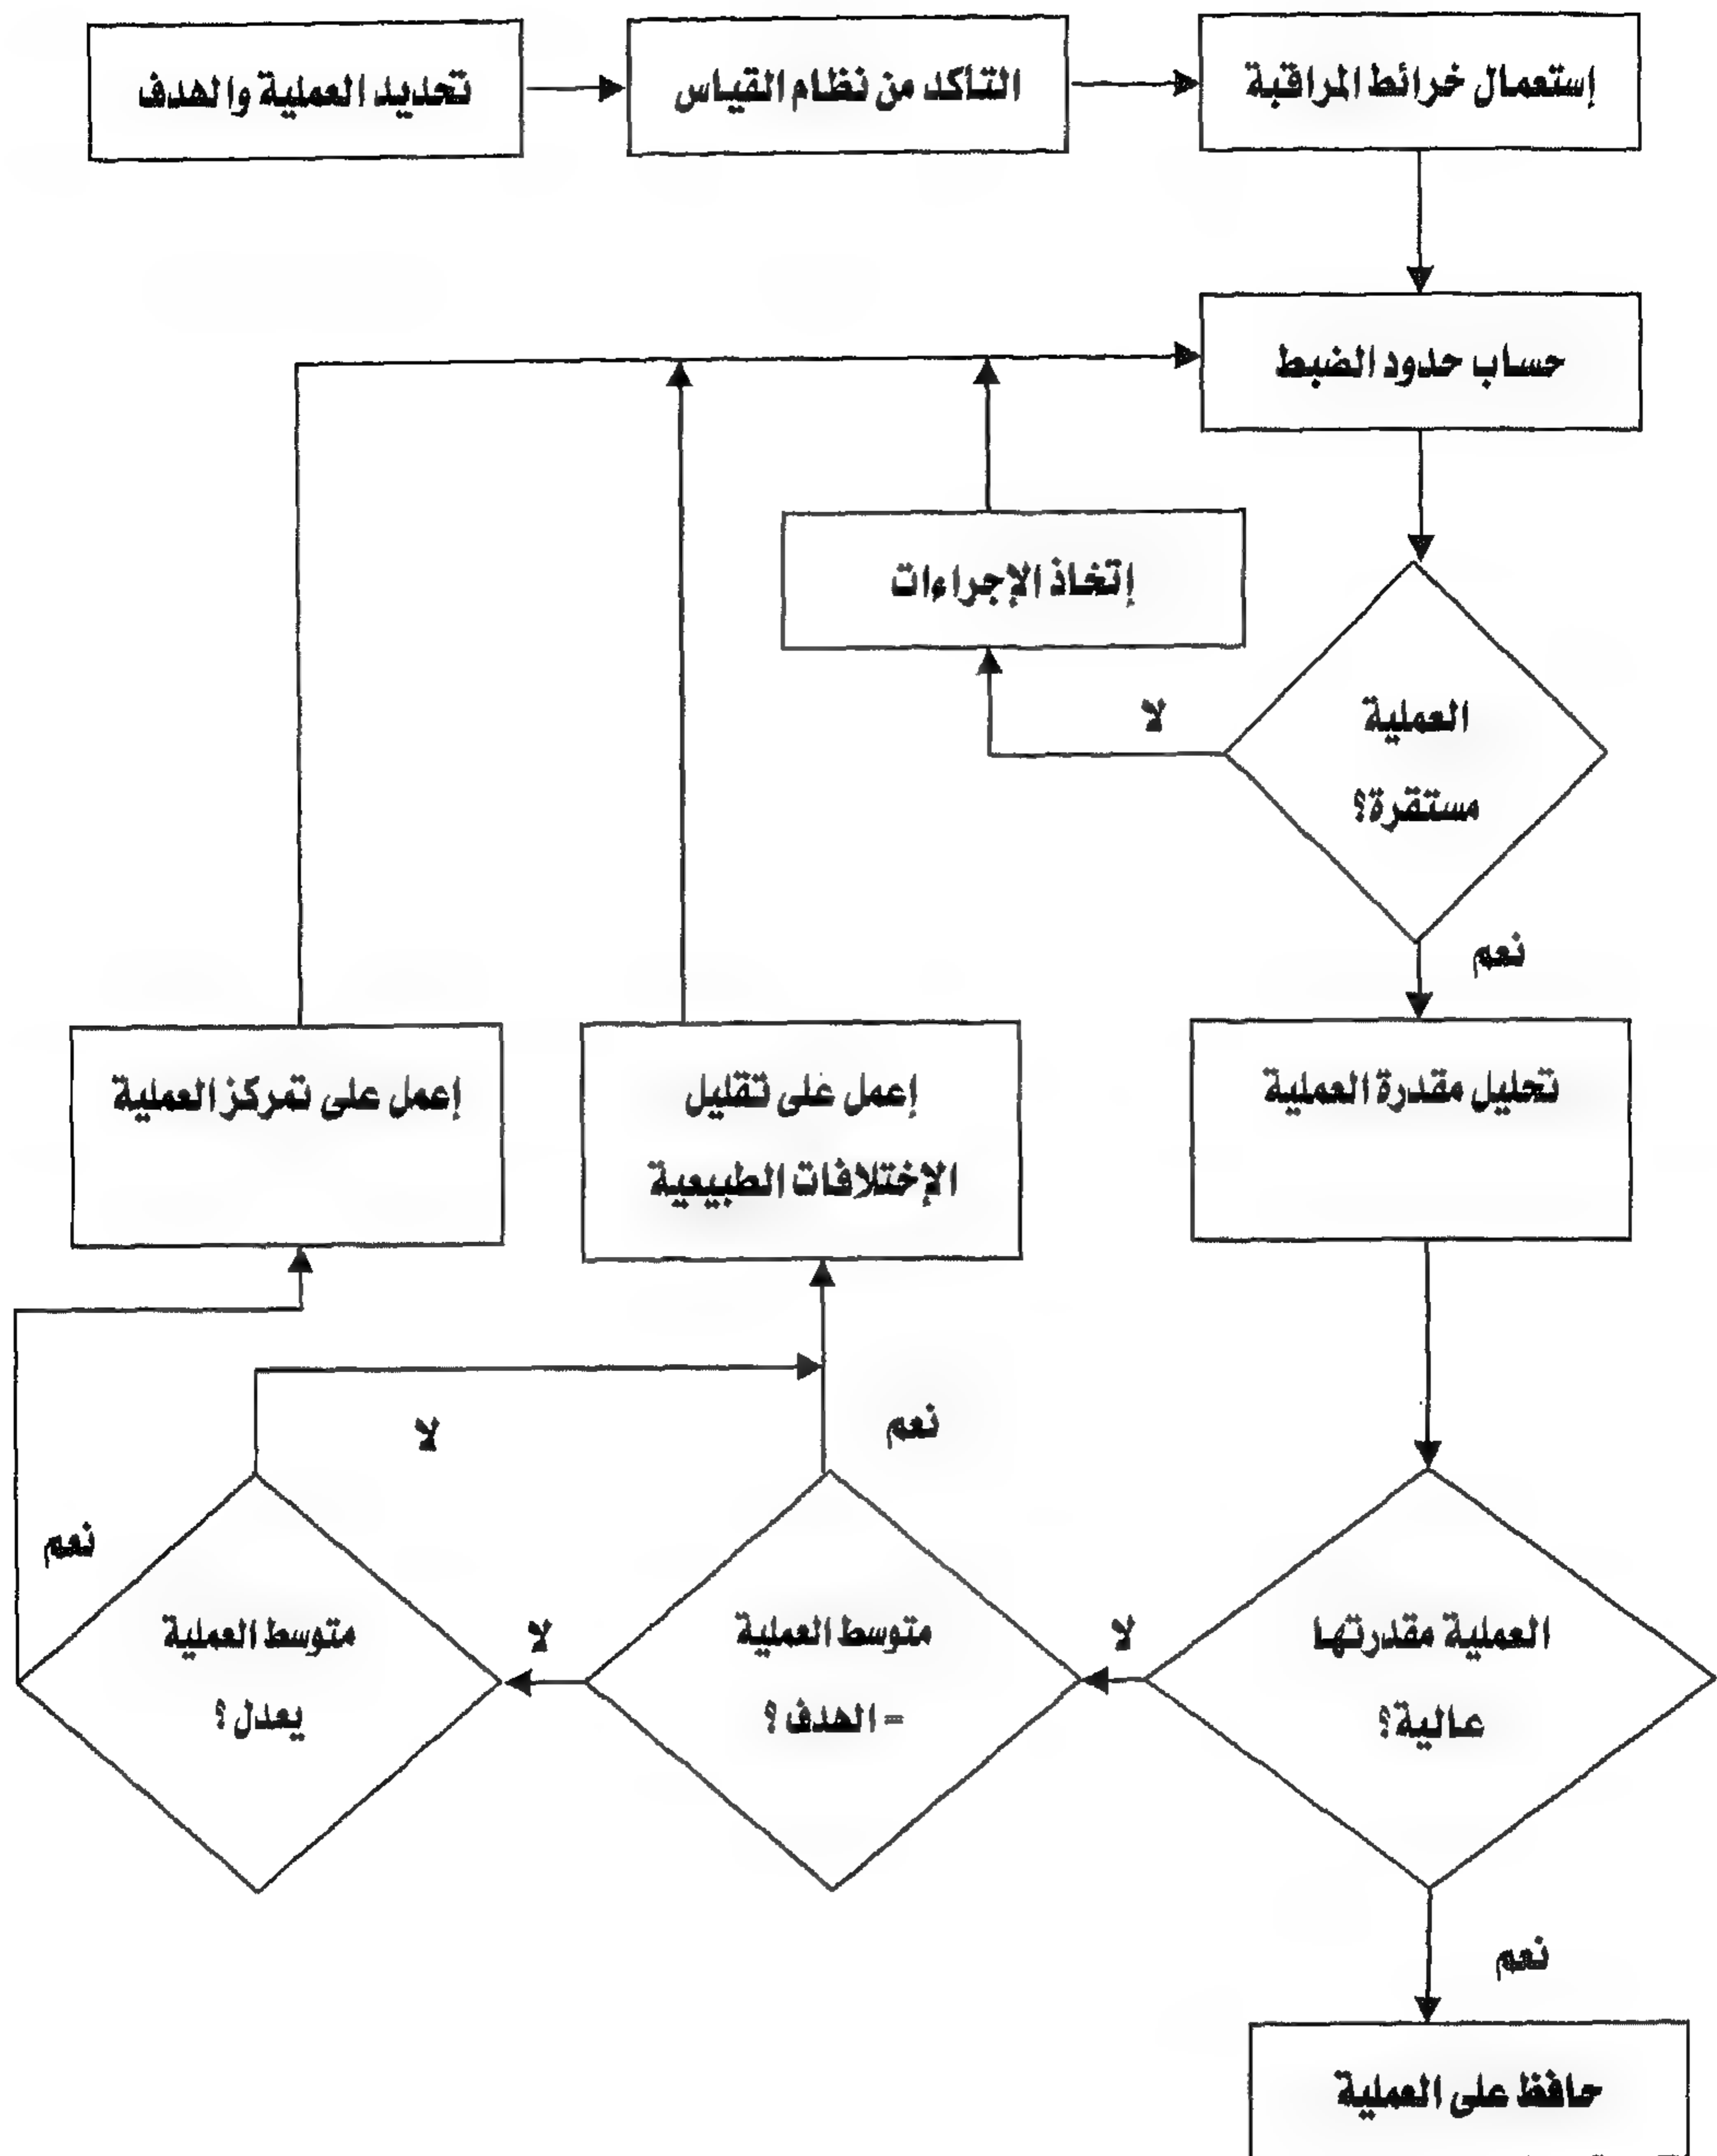 تحديد العملية والهدف
التأكد من نظام القياس
إستعمال خرائط المراقبة
حساب حدود الضبط
إتخاذ الإجراءات
العملية
مستقرة؟
لا
نعم
إعمل على تمركز العملية
إعمل على تقليل
الإختلافات الطبيعية
تحليل مقدرة العملية
العملية مقدرتها
عالية؟
لا
متوسط العملية
= الهدف؟
نعم
لا
متوسط العملية
يعدل؟
لا
نعم
نعم
حافظ على العملية